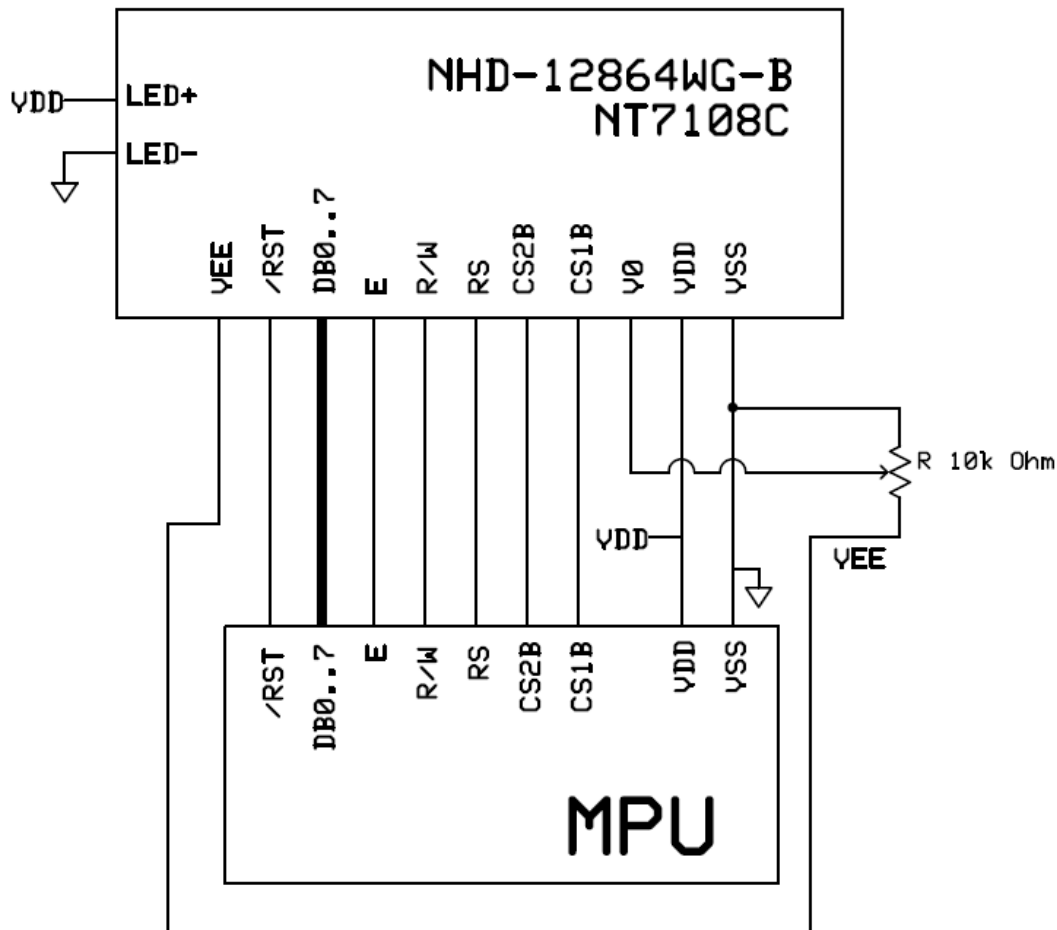 NHD-12864WG-B
NT7108C
VDD
LED+
LED-
VEE
/RST
DB0..7
E
R/W
RS
CS2B
CS1B
V0
VDD
VSS
R 10k Ohm
VDD
VEE
/RST
DB0..7
E
R/W
RS
CS2B
CS1B
VDD
VSS
MPU